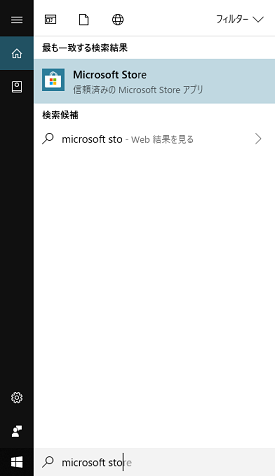 フィルター
最も一致する検索結果
Microsoft Store
信頼済みの Microsoft Store アプリ
検索候補
microsoft sto - Web 結果を見る
microsoft store